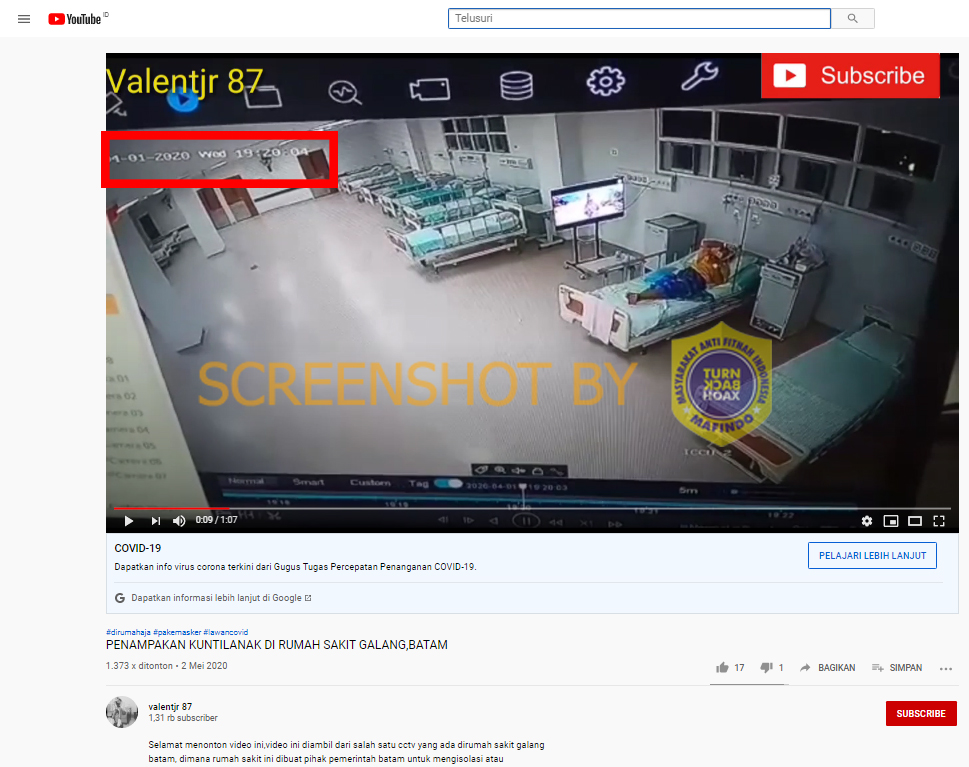 YouTube ID
Telusuri
Valentjr 87
Subscribe
04-01-2020 Wed 19:20:04
SCREENSHOT BY
MASYARAKAT ANTI FITNAH INDONESIA
TURN
BACK
HOAX
MAFINDO
ICCU-2
Normal Smart Custom Tag 2020-04-01 19:20:03 5m
0:09 / 1:07
COVID-19
Dapatkan info virus corona terkini dari Gugus Tugas Percepatan Penanganan COVID-19.
PELAJARI LEBIH LANJUT
Dapatkan informasi lebih lanjut di Google
#dirumahaja #pakemasker #lawancovid
PENAMPAKAN KUNTILANAK DI RUMAH SAKIT GALANG,BATAM
1.373 x ditonton • 2 Mei 2020
17 1 BAGIKAN SIMPAN
valentjr 87
1,31 rb subscriber
SUBSCRIBE
Selamat menonton video ini,video ini diambil dari salah satu cctv yang ada dirumah sakit galang
batam, dimana rumah sakit ini dibuat pihak pemerintah batam untuk mengisolasi atau